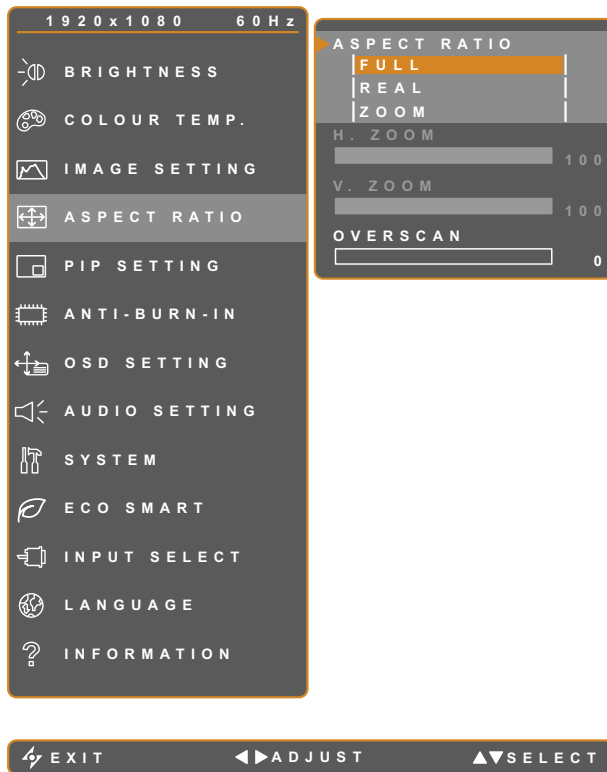 1920x1080 60Hz
BRIGHTNESS
COLOUR TEMP.
IMAGE SETTING
ASPECT RATIO
PIP SETTING
ANTI-BURN-IN
OSD SETTING
AUDIO SETTING
SYSTEM
ECO SMART
INPUT SELECT
LANGUAGE
INFORMATION
ASPECT RATIO
FULL
REAL
ZOOM
H. ZOOM
100
V. ZOOM
100
OVERSCAN
0
EXIT ADJUST SELECT